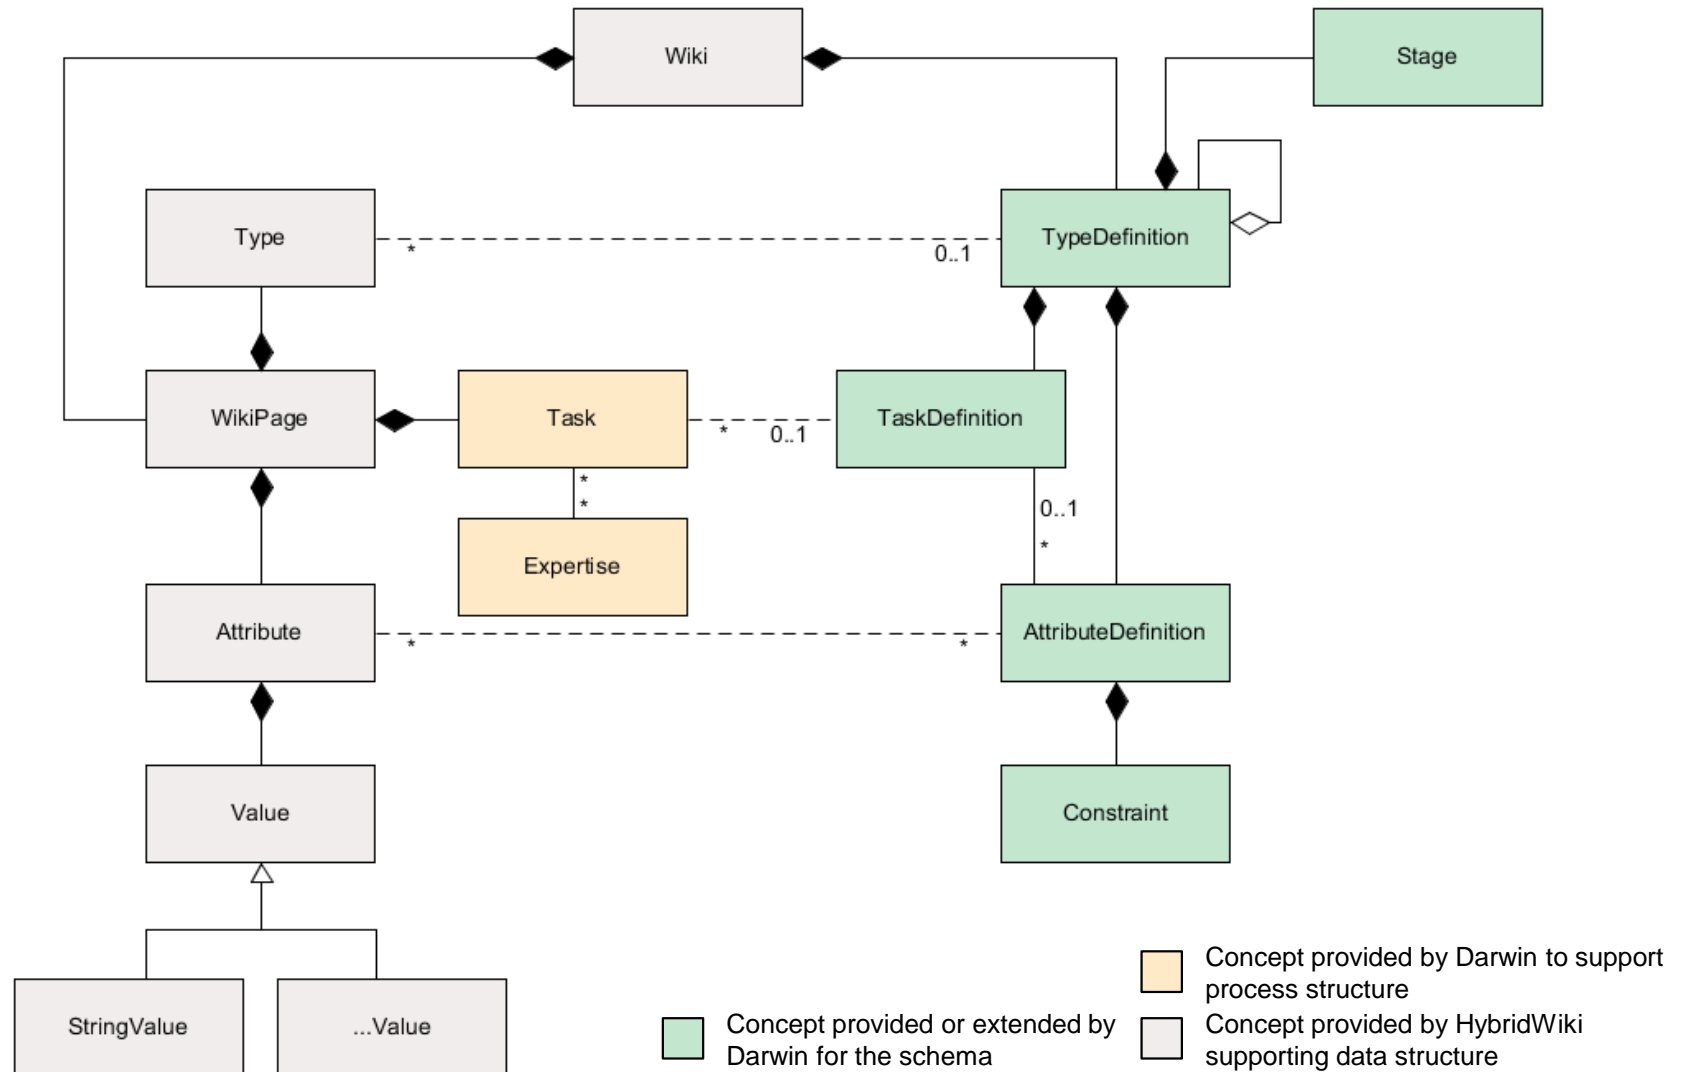 Wiki
Stage
Type
*
0..1
TypeDefinition
WikiPage
Task
*
0..1
TaskDefinition
*
*
0..1
*
Expertise
Attribute
*
*
AttributeDefinition
Value
Constraint
StringValue
...Value
Concept provided by Darwin to support
process structure
Concept provided or extended by
Darwin for the schema
Concept provided by HybridWiki
supporting data structure